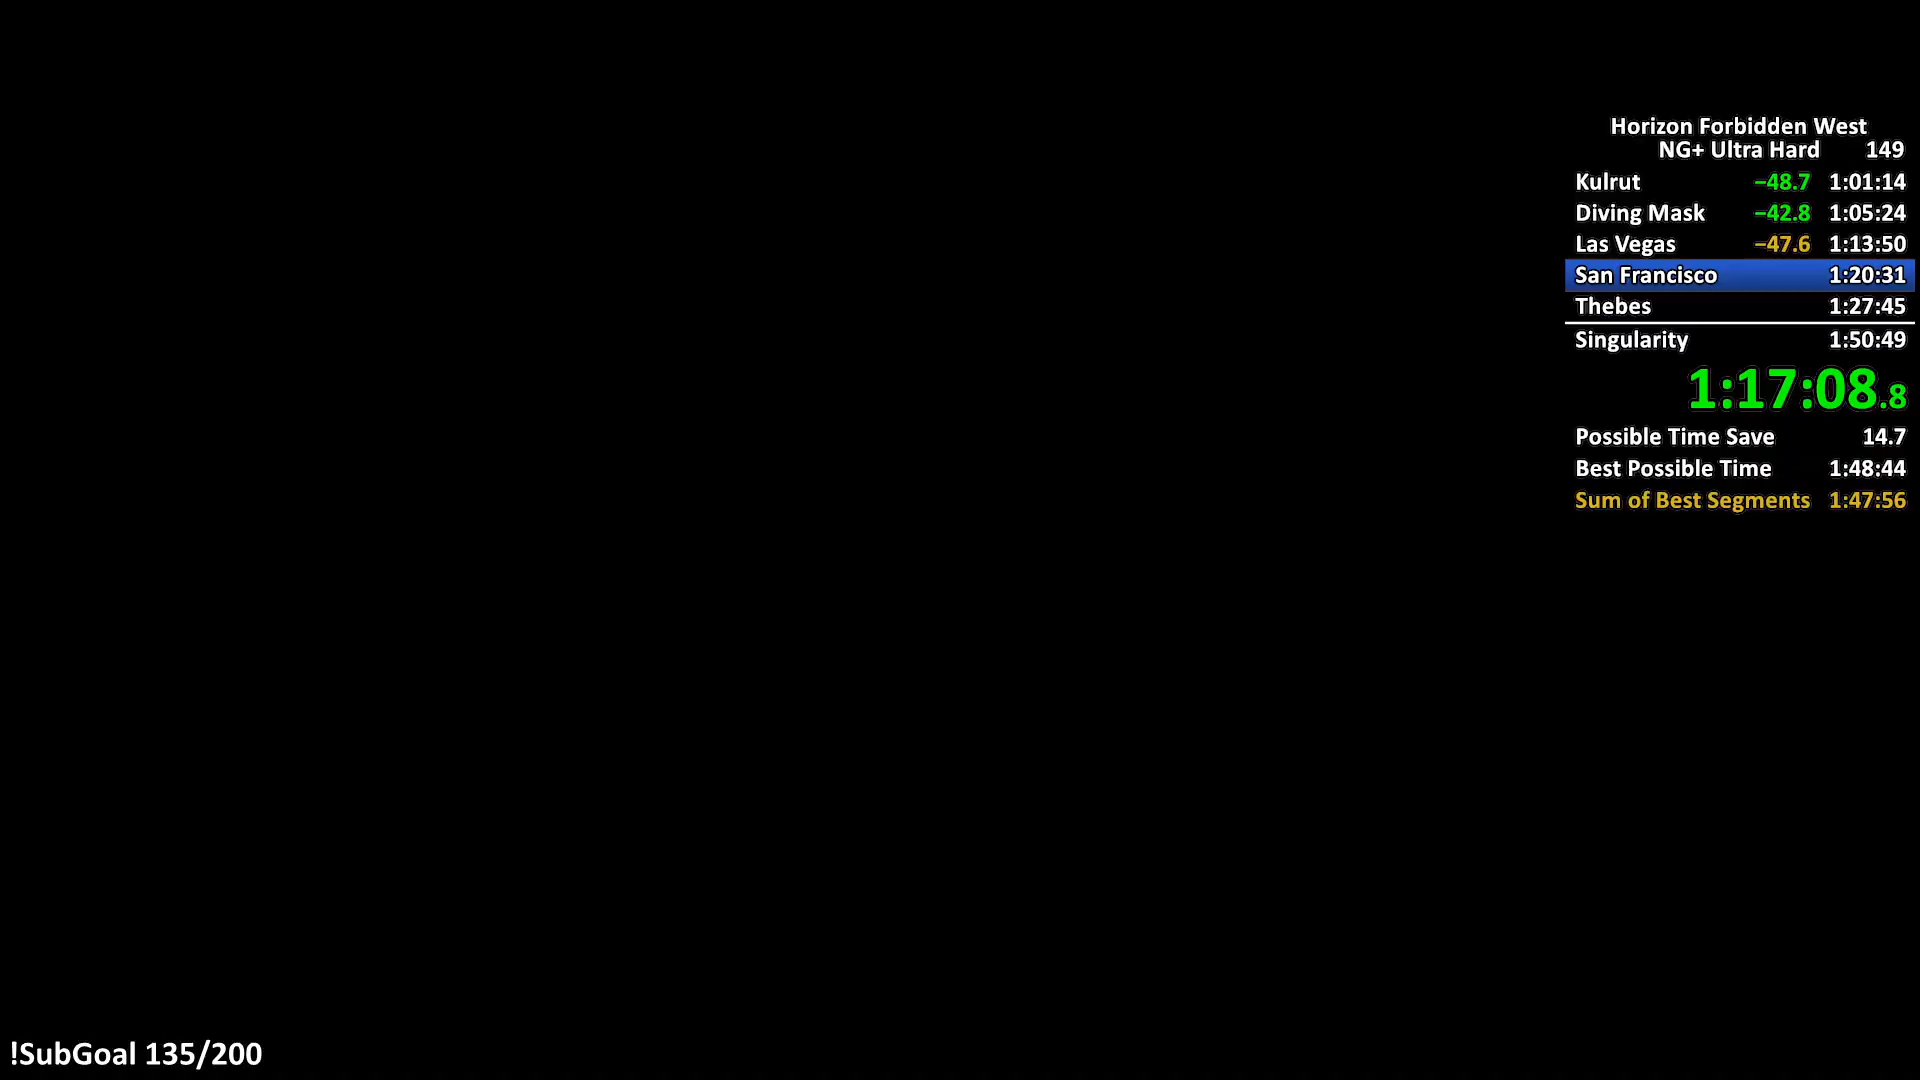 Horizon Forbidden West
NG+ Ultra Hard 149
Kulrut −48.7 1:01:14
Diving Mask −42.8 1:05:24
Las Vegas −47.6 1:13:50
San Francisco 1:20:31
Thebes 1:27:45
Singularity 1:50:49
1:17:08.8
Possible Time Save 14.7
Best Possible Time 1:48:44
Sum of Best Segments 1:47:56
!SubGoal 135/200